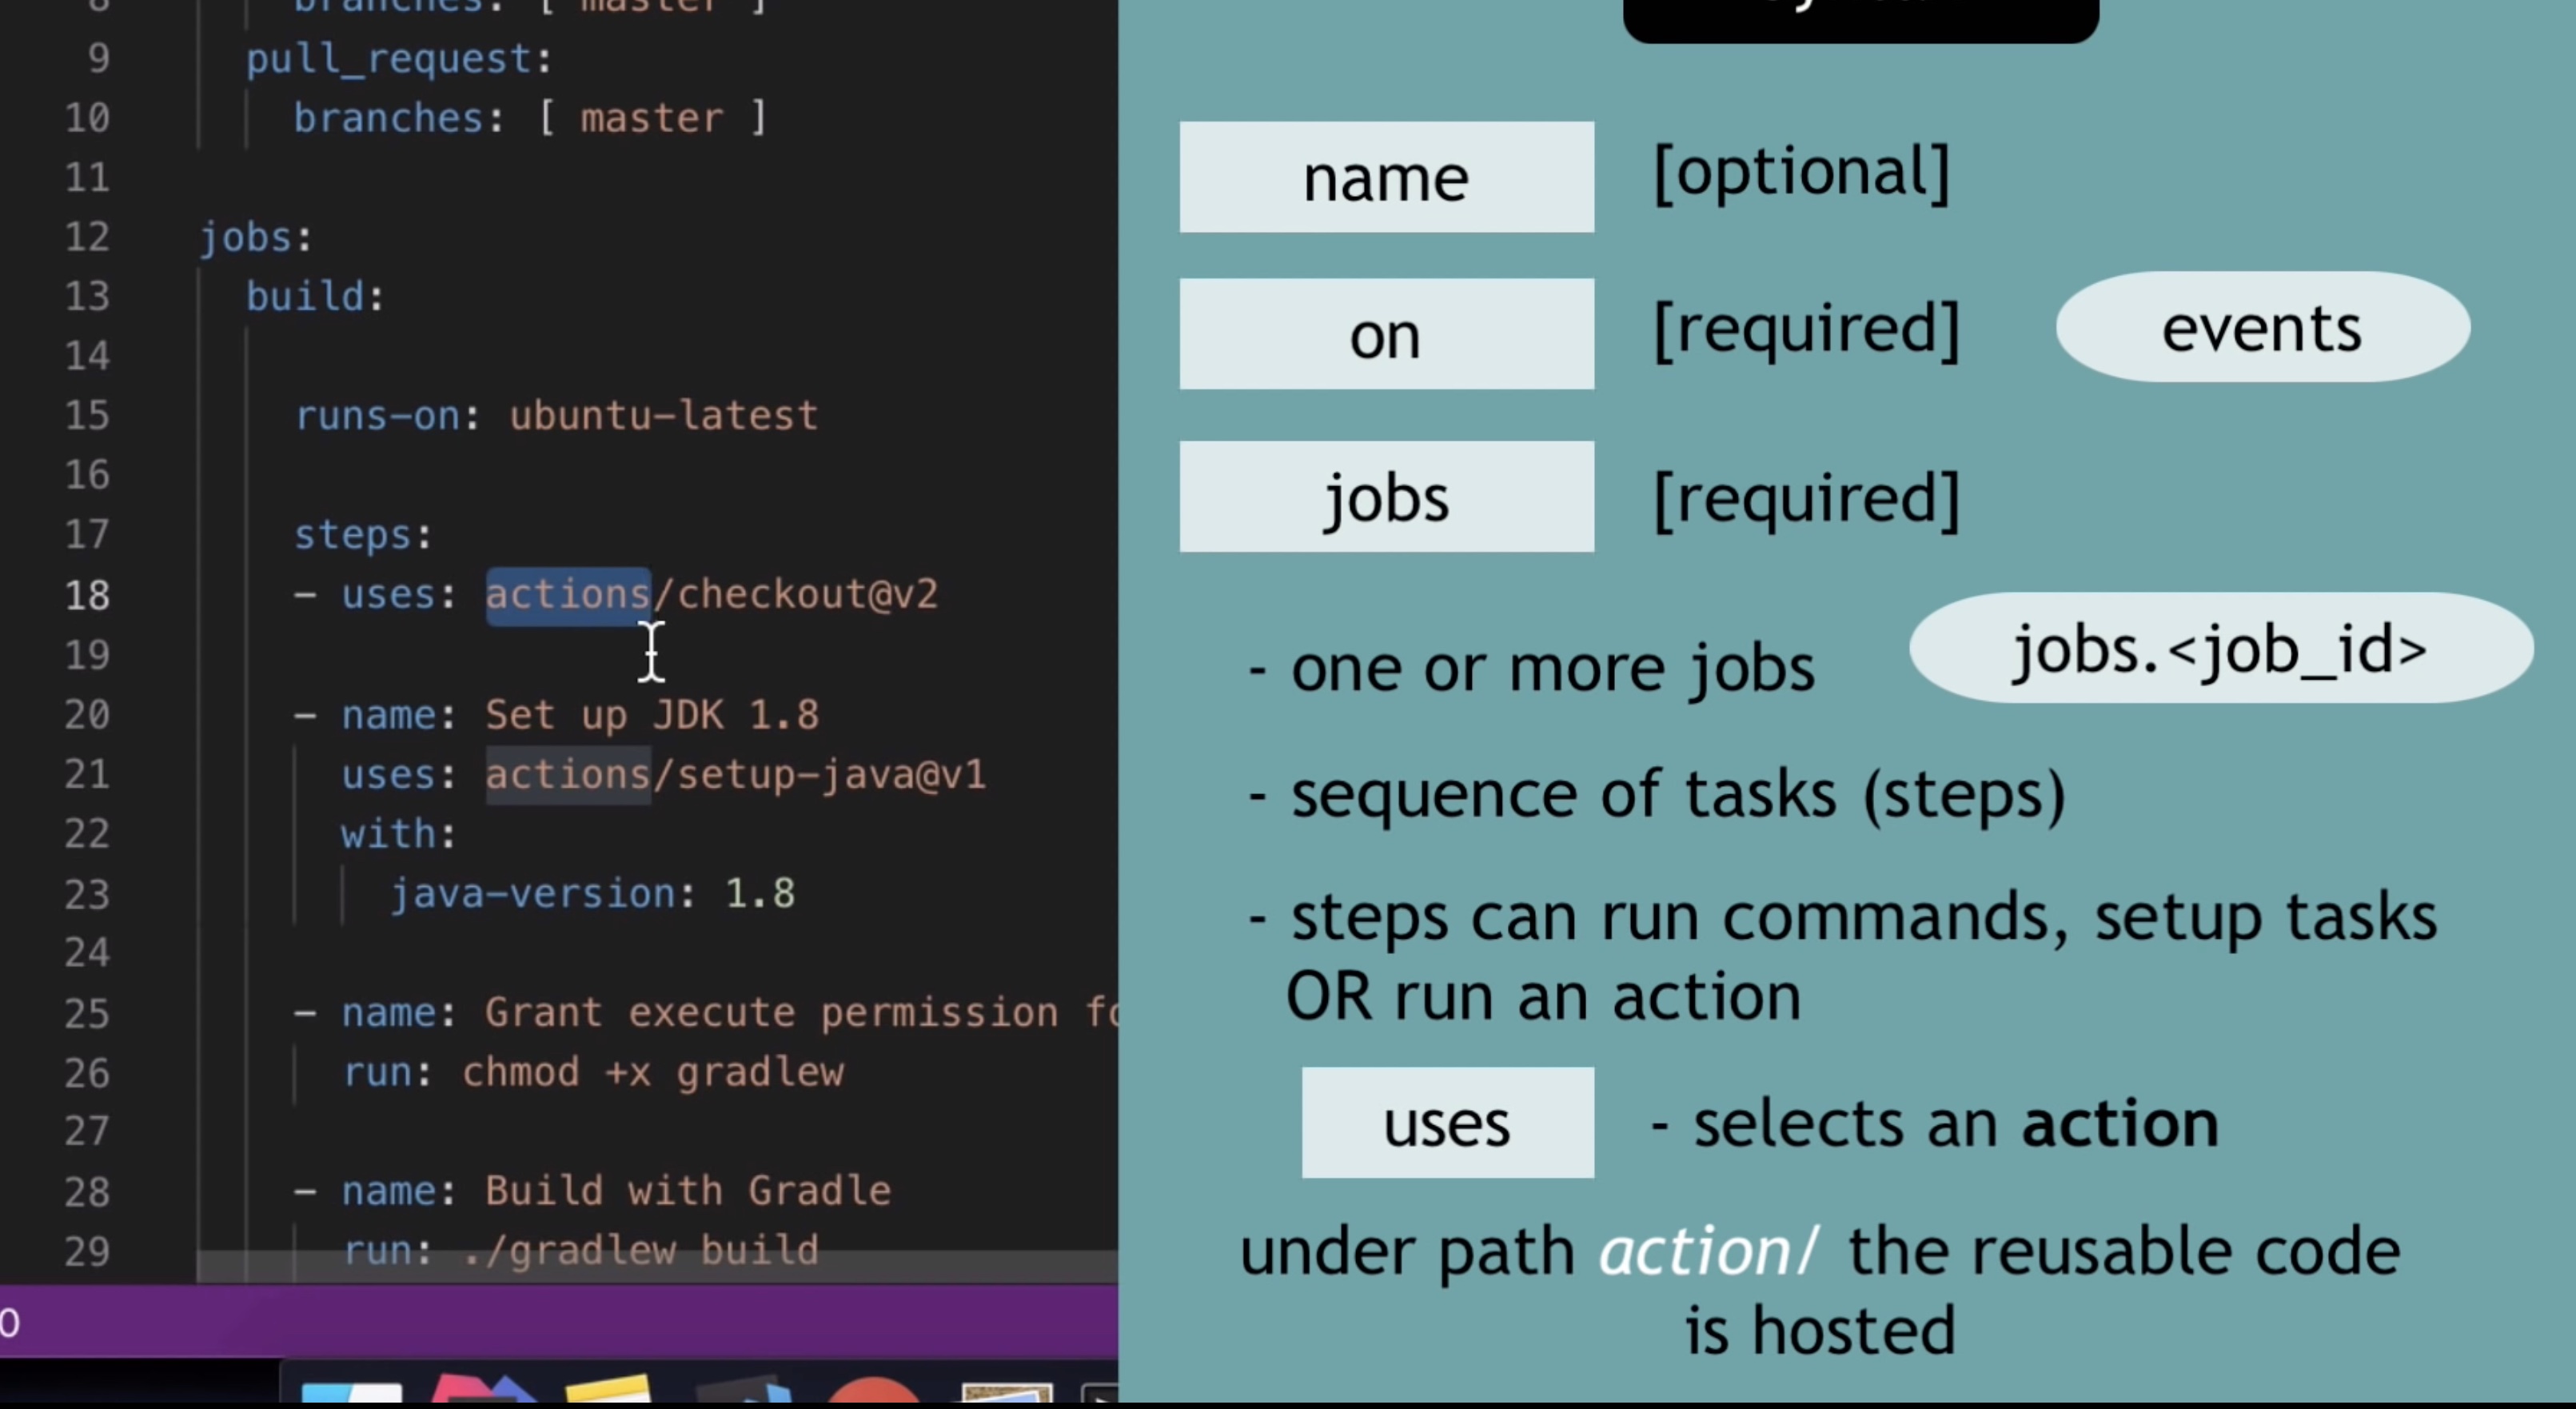 8 branches: [ master ]
9 pull_request:
10 branches: [ master ]
11
12 jobs:
13 build:
14
15 runs-on: ubuntu-latest
16
17 steps:
18 - uses: actions/checkout@v2
19
20 - name: Set up JDK 1.8
21 uses: actions/setup-java@v1
22 with:
23 java-version: 1.8
24
25 - name: Grant execute permission fo
26 run: chmod +x gradlew
27
28 - name: Build with Gradle
29 run: ./gradlew build
0
name [optional]
on [required] events
jobs [required]
- one or more jobs jobs.<job_id>
- sequence of tasks (steps)
- steps can run commands, setup tasks
OR run an action
uses - selects an action
under path action/ the reusable code
is hosted